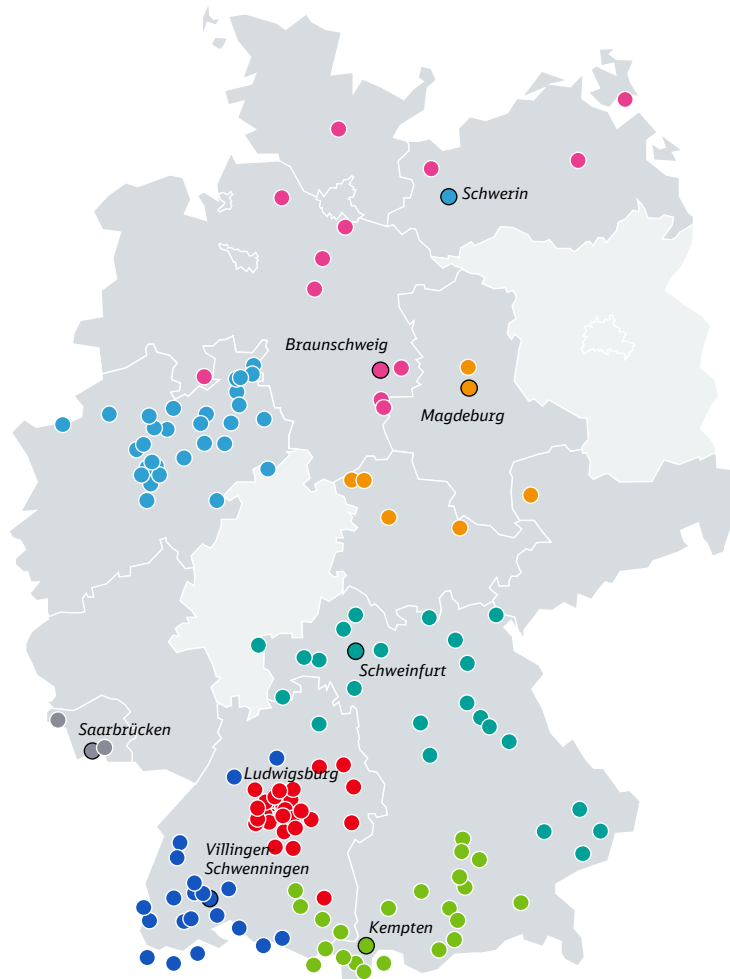 Schwerin
Braunschweig
Magdeburg
Schweinfurt
Saarbrücken
Ludwigsburg
Villingen-
Schwenningen
Kempten